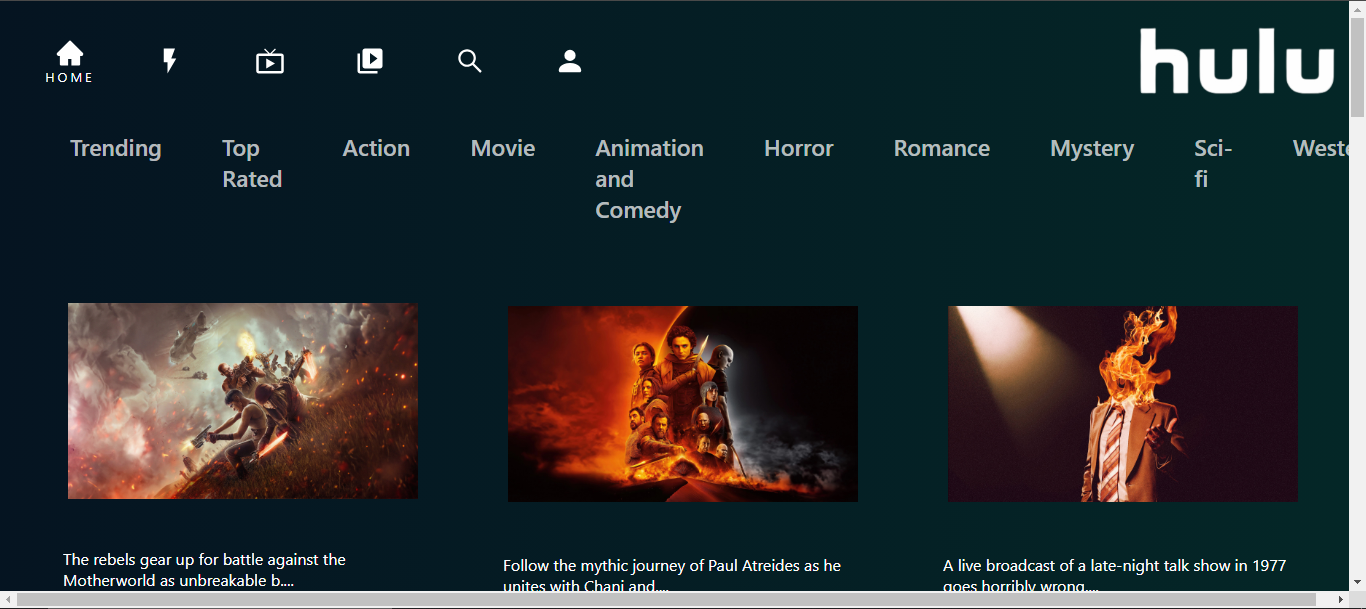 HOME
hulu
Trending
Top
Rated
Action
Movie
Animation
and
Comedy
Horror
Romance
Mystery
Sci-
fi
The rebels gear up for battle against the
Motherworld as unbreakable b....
Follow the mythic journey of Paul Atreides as he
unites with Chani and....
A live broadcast of a late-night talk show in 1977
goes horribly wrong....